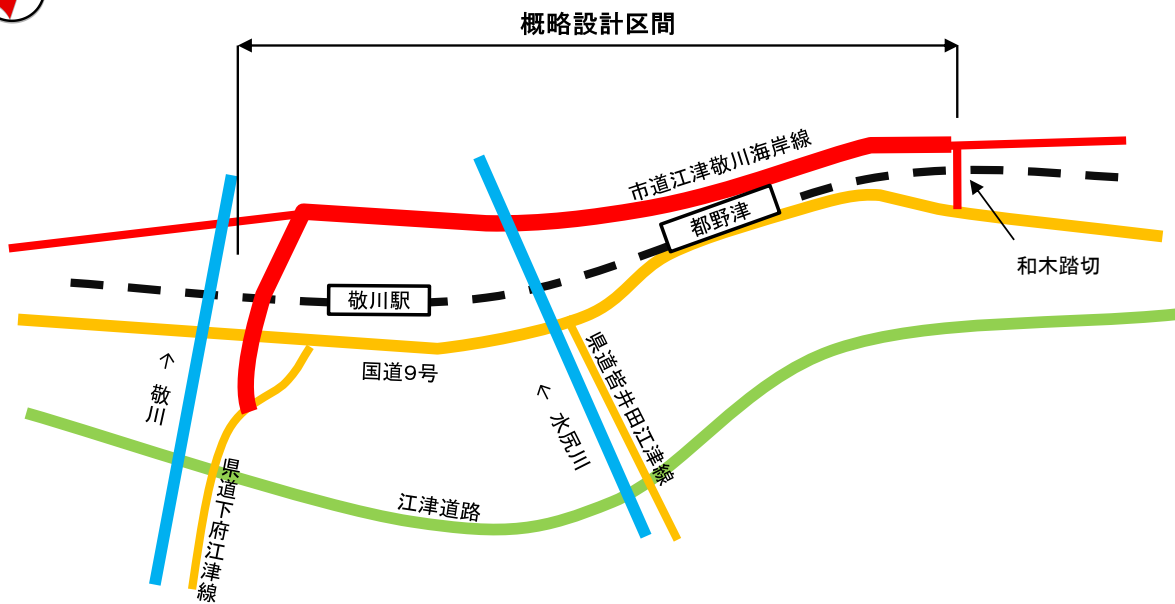 概略設計区間
市道江津敬川海岸線
都野津
和木踏切
敬川駅
国道9号
県道皆井田江津線
↑ 敬川
↑ 水尻川
江津道路
県道下府江津線